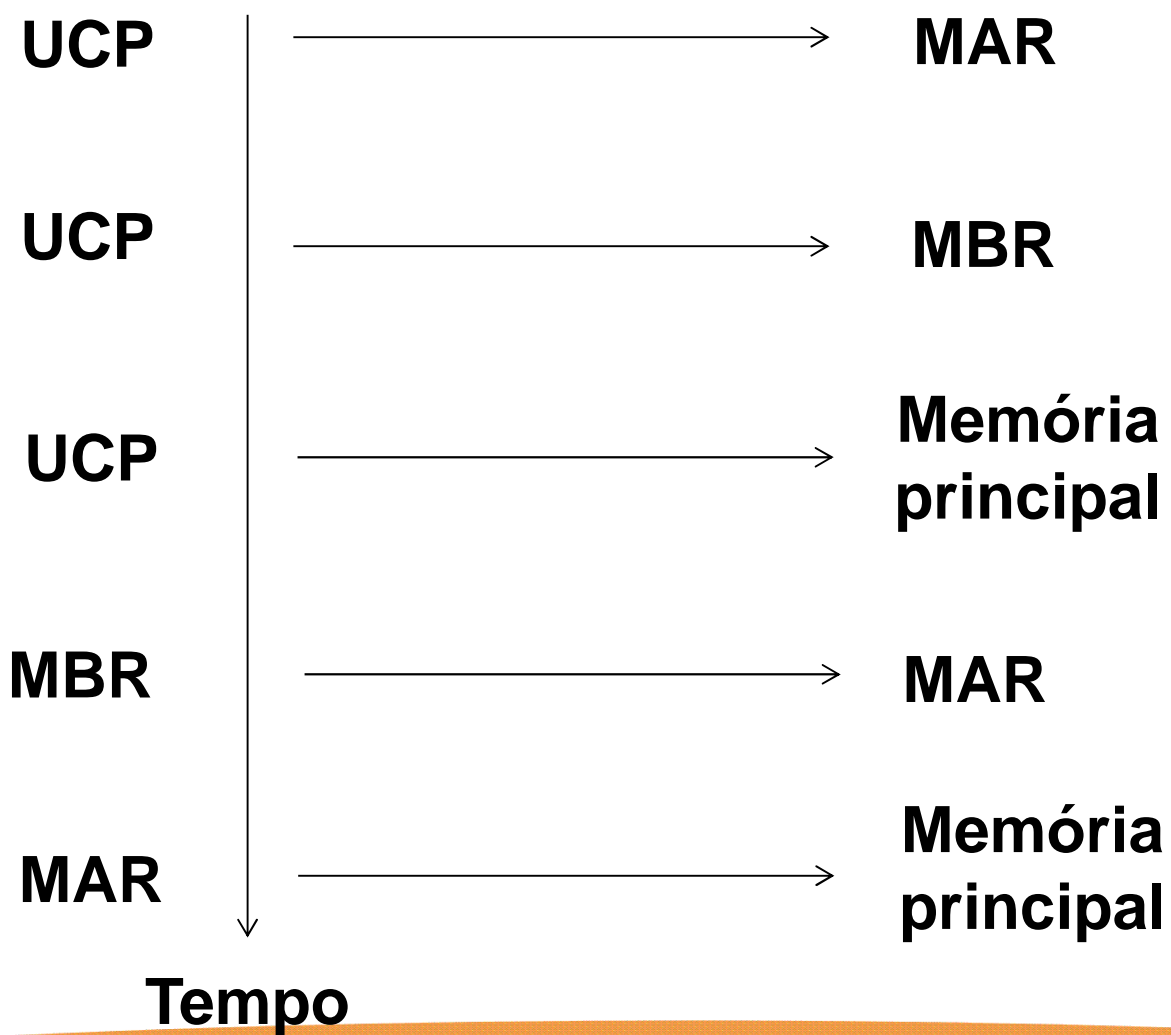 UCP MAR
UCP MBR
UCP Memória
principal
MBR MAR
MAR Memória
principal
Tempo